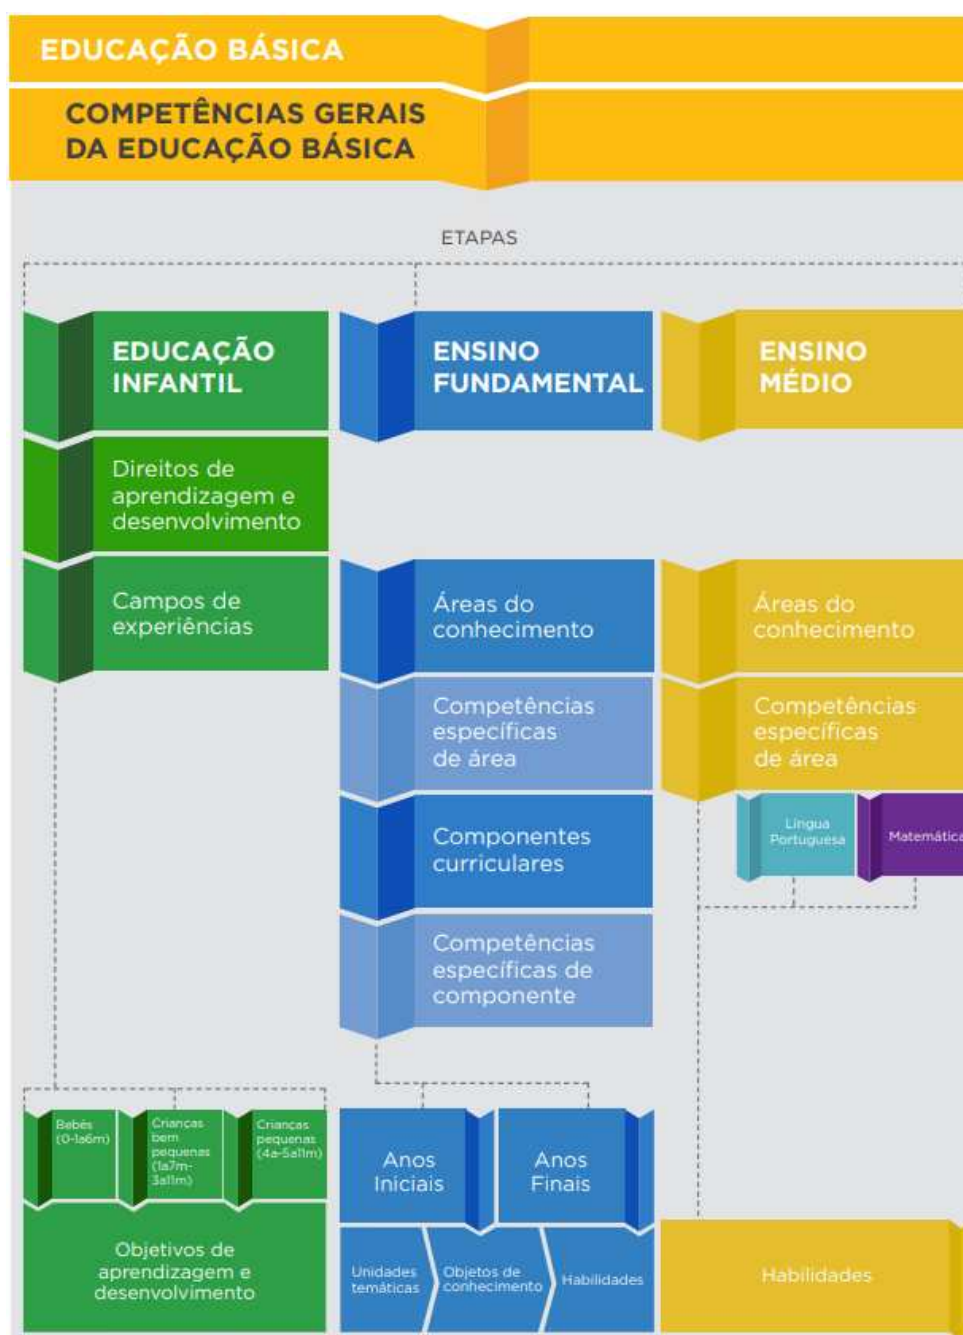 EDUCAÇÃO BÁSICA
COMPETÊNCIAS GERAIS
DA EDUCAÇÃO BÁSICA
ETAPAS
EDUCAÇÃO
INFANTIL
Direitos de
aprendizagem e
desenvolvimento
Campos de
experiências
Bebês
(0-1a6m)
Crianças
bem
pequenas
(1a7m-
3a11m)
Crianças
pequenas
(4a-5a11m)
Objetivos de
aprendizagem e
desenvolvimento
ENSINO
FUNDAMENTAL
Áreas do
conhecimento
Competências
específicas
de área
Componentes
curriculares
Competências
específicas de
componente
Anos
Iniciais
Anos
Finais
Unidades
temáticas
Objetos de
conhecimento
Habilidades
ENSINO
MÉDIO
Áreas do
conhecimento
Competências
específicas
de área
Língua
Portuguesa
Matemática
Habilidades